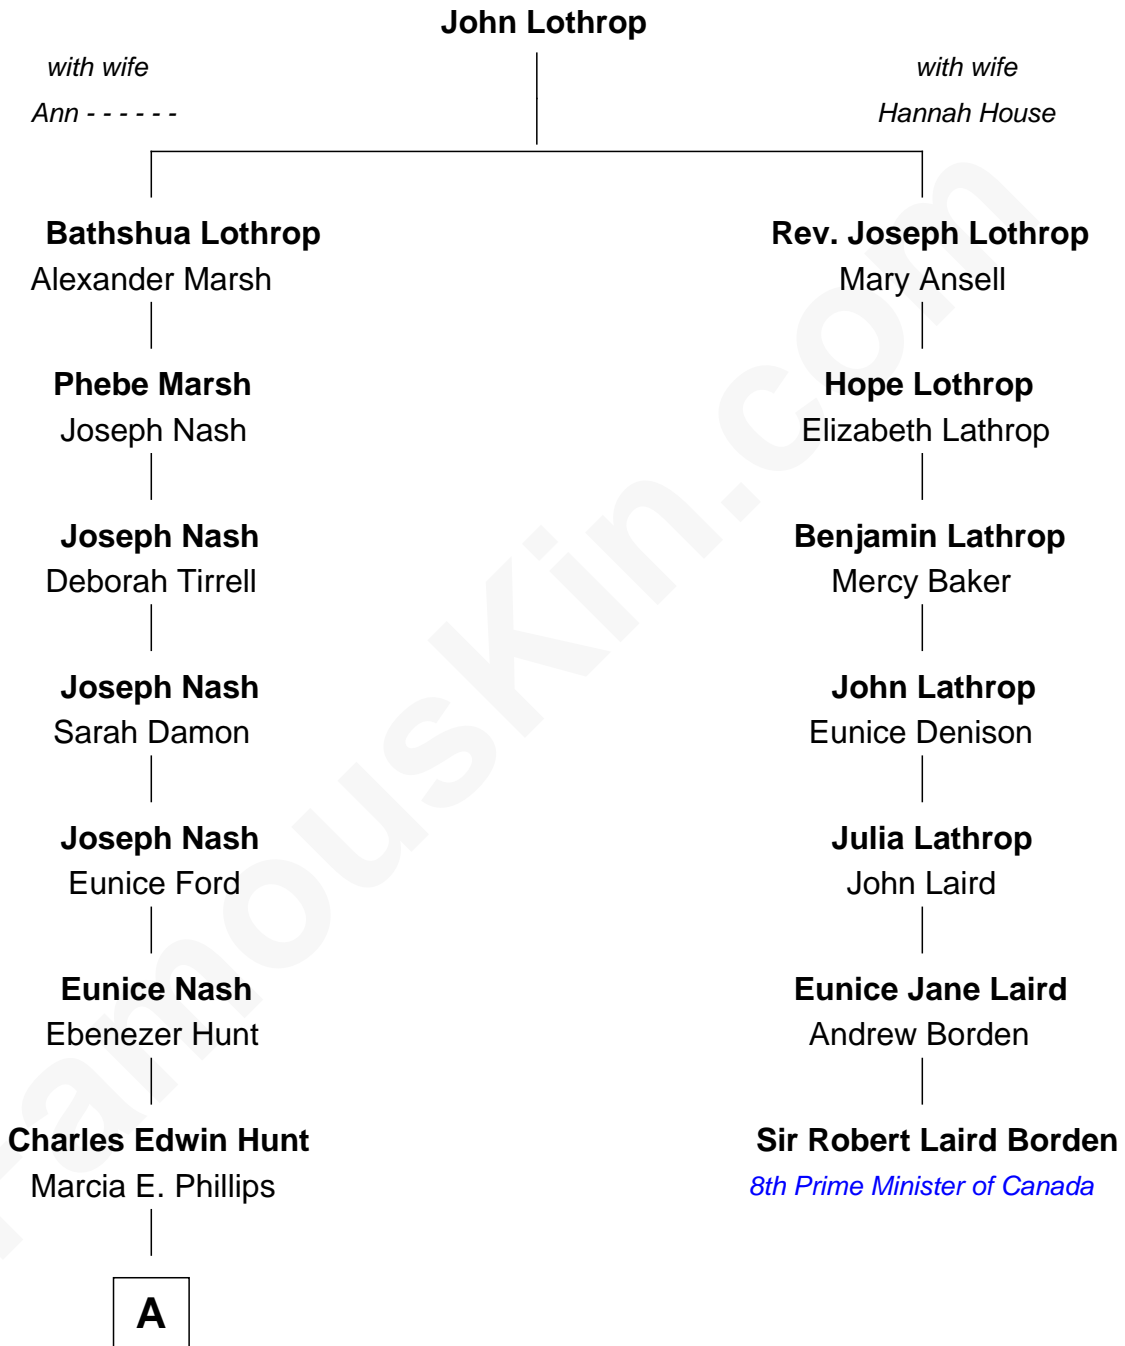 John Lothrop
with wife
Ann - - - - - -
with wife
Hannah House
Bathshua Lothrop
Alexander Marsh
Rev. Joseph Lothrop
Mary Ansell
Phebe Marsh
Joseph Nash
Hope Lothrop
Elizabeth Lathrop
Joseph Nash
Deborah Tirrell
Benjamin Lathrop
Mercy Baker
Joseph Nash
Sarah Damon
John Lathrop
Eunice Denison
Joseph Nash
Eunice Ford
Julia Lathrop
John Laird
Eunice Nash
Ebenezer Hunt
Eunice Jane Laird
Andrew Borden
Charles Edwin Hunt
Marcia E. Phillips
Sir Robert Laird Borden
8th Prime Minister of Canada
A
FamousKin.com